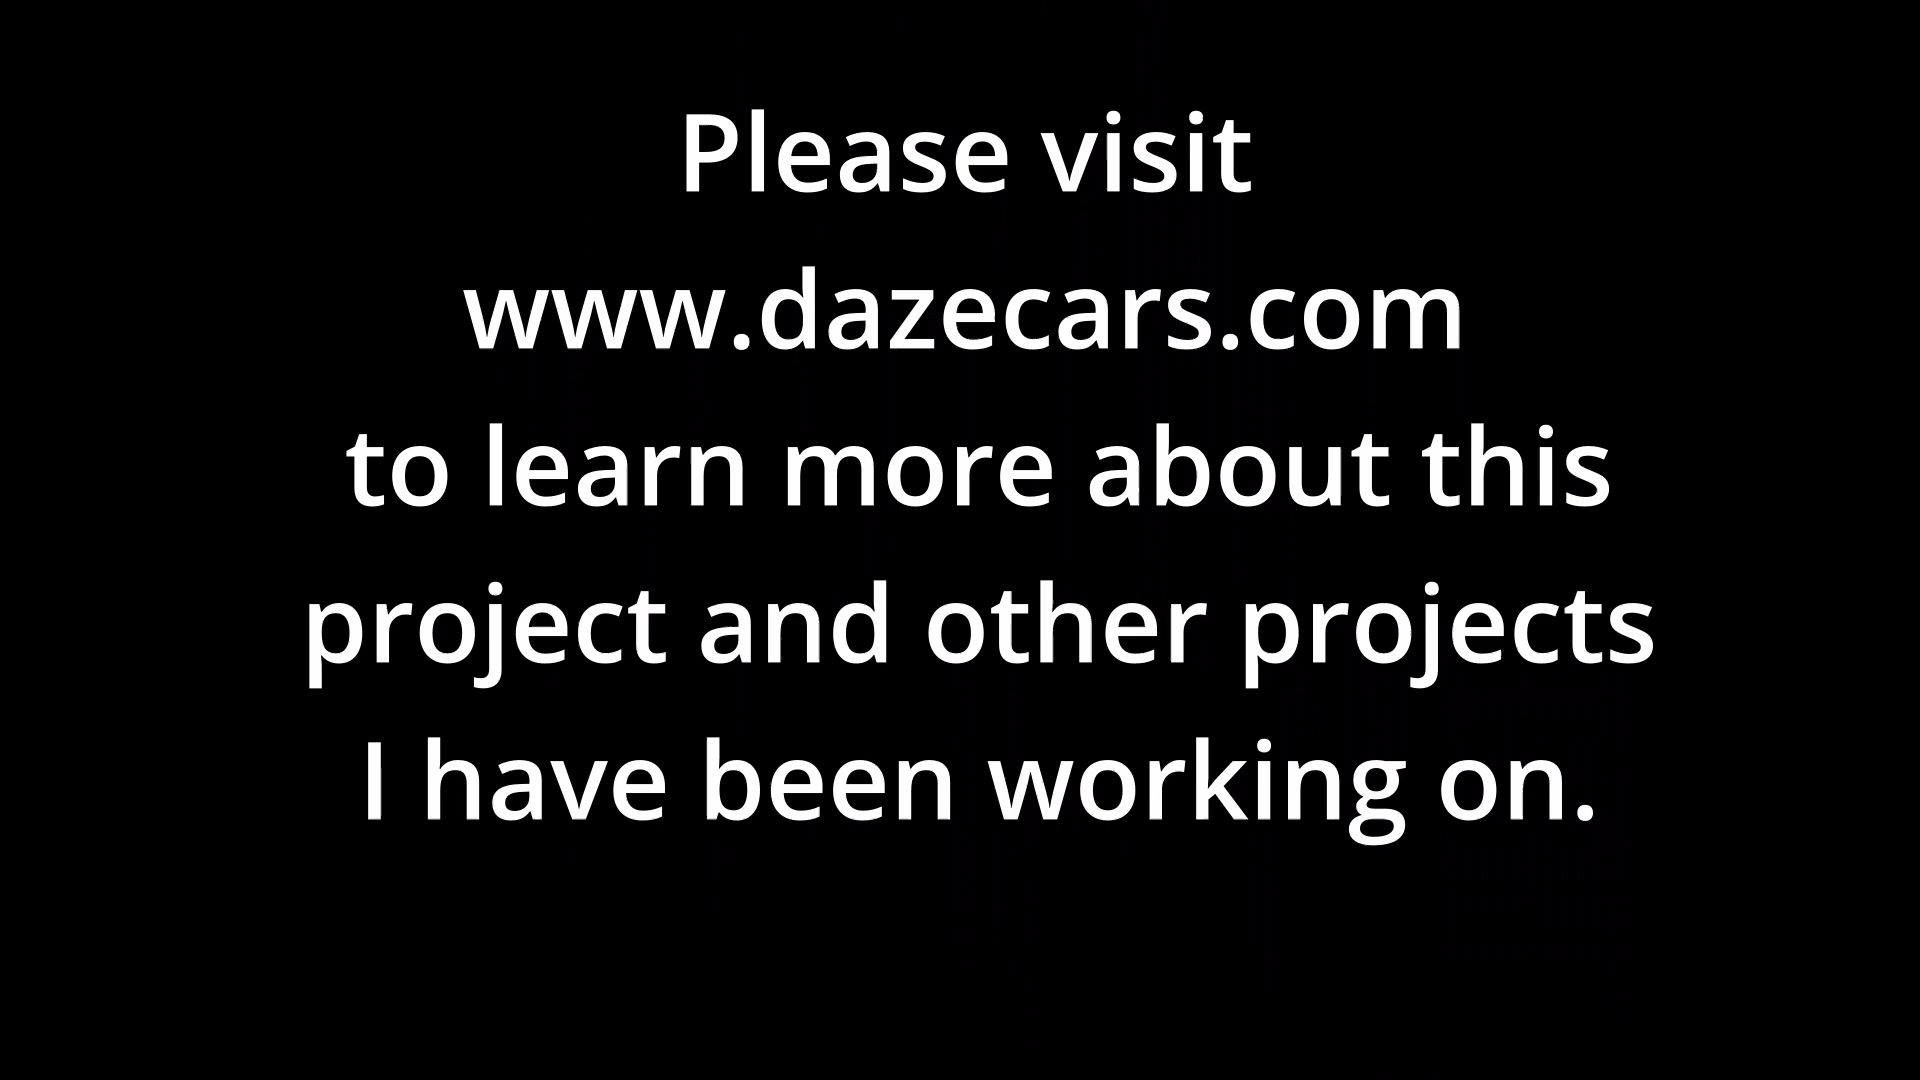 Please visit
www.dazecars.com
to learn more about this
project and other projects
I have been working on.